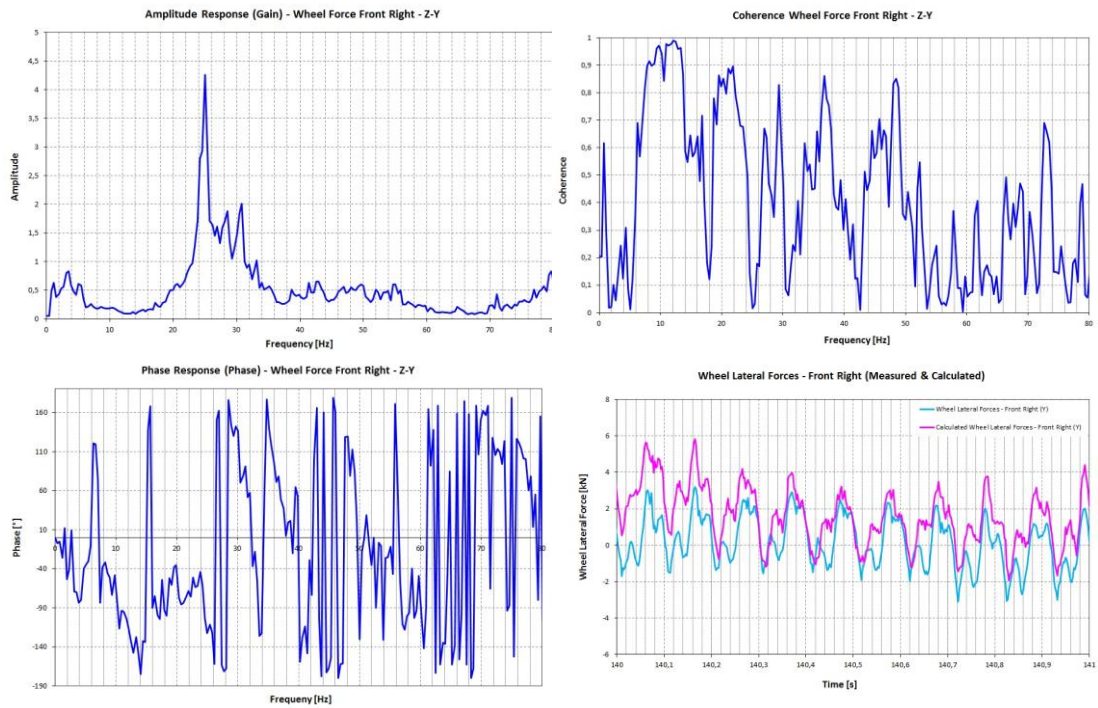 Amplitude Response (Gain) - Wheel Force Front Right - Z-Y
5
4,5
4
3,5
3
2,5
2
1,5
1
0,5
0
Amplitude
0 10 20 30 40 50 60 70 80
Frequency [Hz]
Coherence Wheel Force Front Right - Z-Y
1
0,9
0,8
0,7
0,6
0,5
0,4
0,3
0,2
0,1
0
Coherence
0 10 20 30 40 50 60 70 80
Frequency [Hz]
Phase Response (Phase) - Wheel Force Front Right - Z-Y
160
110
60
10
-40
-90
-140
-190
Phase [°]
0 10 20 30 40 50 60 70 80
Frequeny [Hz]
Wheel Lateral Forces - Front Right (Measured & Calculated)
Wheel Lateral Forces - Front Right (Y)
Calculated Wheel Lateral Forces - Front Right (Y)
8
6
4
2
0
-2
-4
-6
Wheel Lateral Force [kN]
140 140,1 140,2 140,3 140,4 140,5 140,6 140,7 140,8 140,9 141
Time [s]